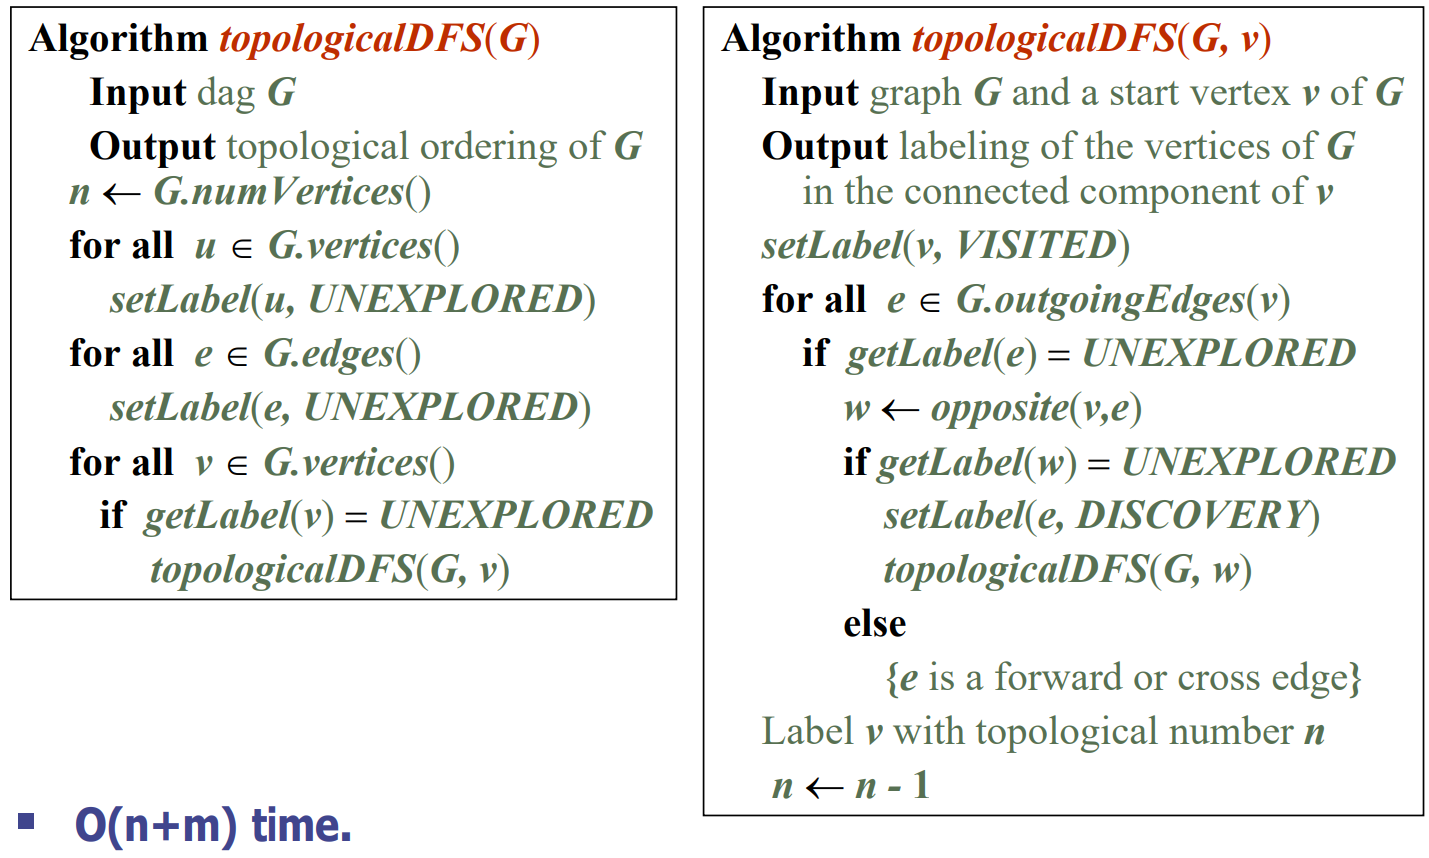 Algorithm topologicalDFS(G)
Input dag G
Output topological ordering of G
n ← G.numVertices()
for all u ∈ G.vertices()
setLabel(u, UNEXPLORED)
for all e ∈ G.edges()
setLabel(e, UNEXPLORED)
for all v ∈ G.vertices()
if getLabel(v) = UNEXPLORED
topologicalDFS(G, v)
Algorithm topologicalDFS(G, v)
Input graph G and a start vertex v of G
Output labeling of the vertices of G
in the connected component of v
setLabel(v, VISITED)
for all e ∈ G.outgoingEdges(v)
if getLabel(e) = UNEXPLORED
w ← opposite(v,e)
if getLabel(w) = UNEXPLORED
setLabel(e, DISCOVERY)
topologicalDFS(G, w)
else
{e is a forward or cross edge}
Label v with topological number n
n ← n - 1
▪ O(n+m) time.